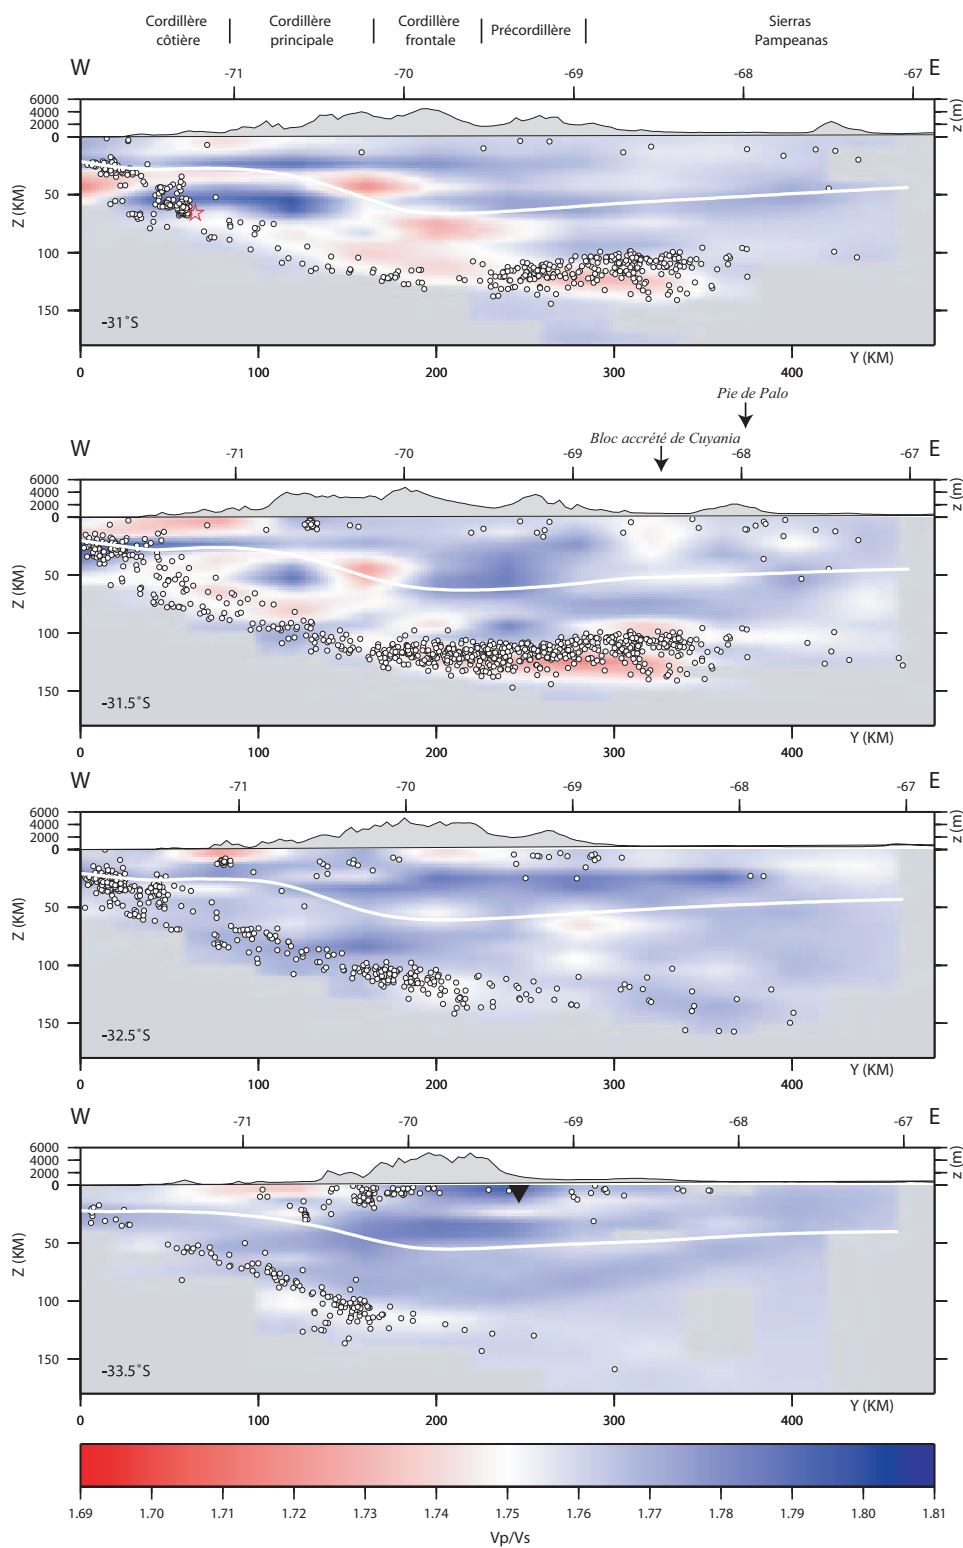 Cordillère Cordillère Cordillère Précordillère Sierras
côtière principale frontale Pampeanas
W -71 -70 -69 -68 -67 E
6000
4000
2000
0
z (m)
Z (KM)
50
100
150
-31°S
0 100 200 300 400 Y (KM)
Pie de Palo
Bloc accrété de Cuyania
W -71 -70 -69 -68 -67 E
6000
4000
2000
0
z (m)
Z (KM)
50
100
150
-31.5°S
0 100 200 300 400 Y (KM)
W -71 -70 -69 -68 -67 E
6000
4000
2000
0
z (m)
Z (KM)
50
100
150
-32.5°S
0 100 200 300 400 Y (KM)
W -71 -70 -69 -68 -67 E
6000
4000
2000
0
z (m)
Z (KM)
50
100
150
-33.5°S
0 100 200 300 400 Y (KM)
1.69 1.70 1.71 1.72 1.73 1.74 1.75 1.76 1.77 1.78 1.79 1.80 1.81
Vp/Vs